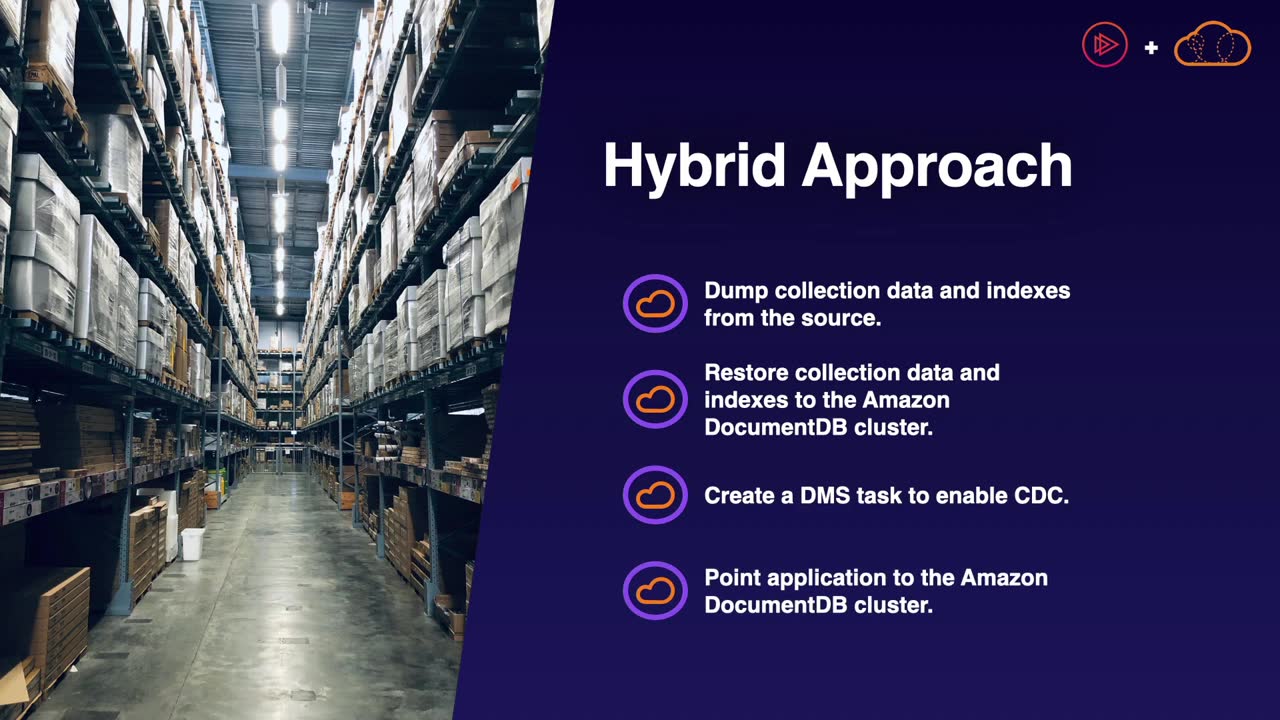 Hybrid Approach
Dump collection data and indexes
from the source.
Restore collection data and
indexes to the Amazon
DocumentDB cluster.
Create a DMS task to enable CDC.
Point application to the Amazon
DocumentDB cluster.